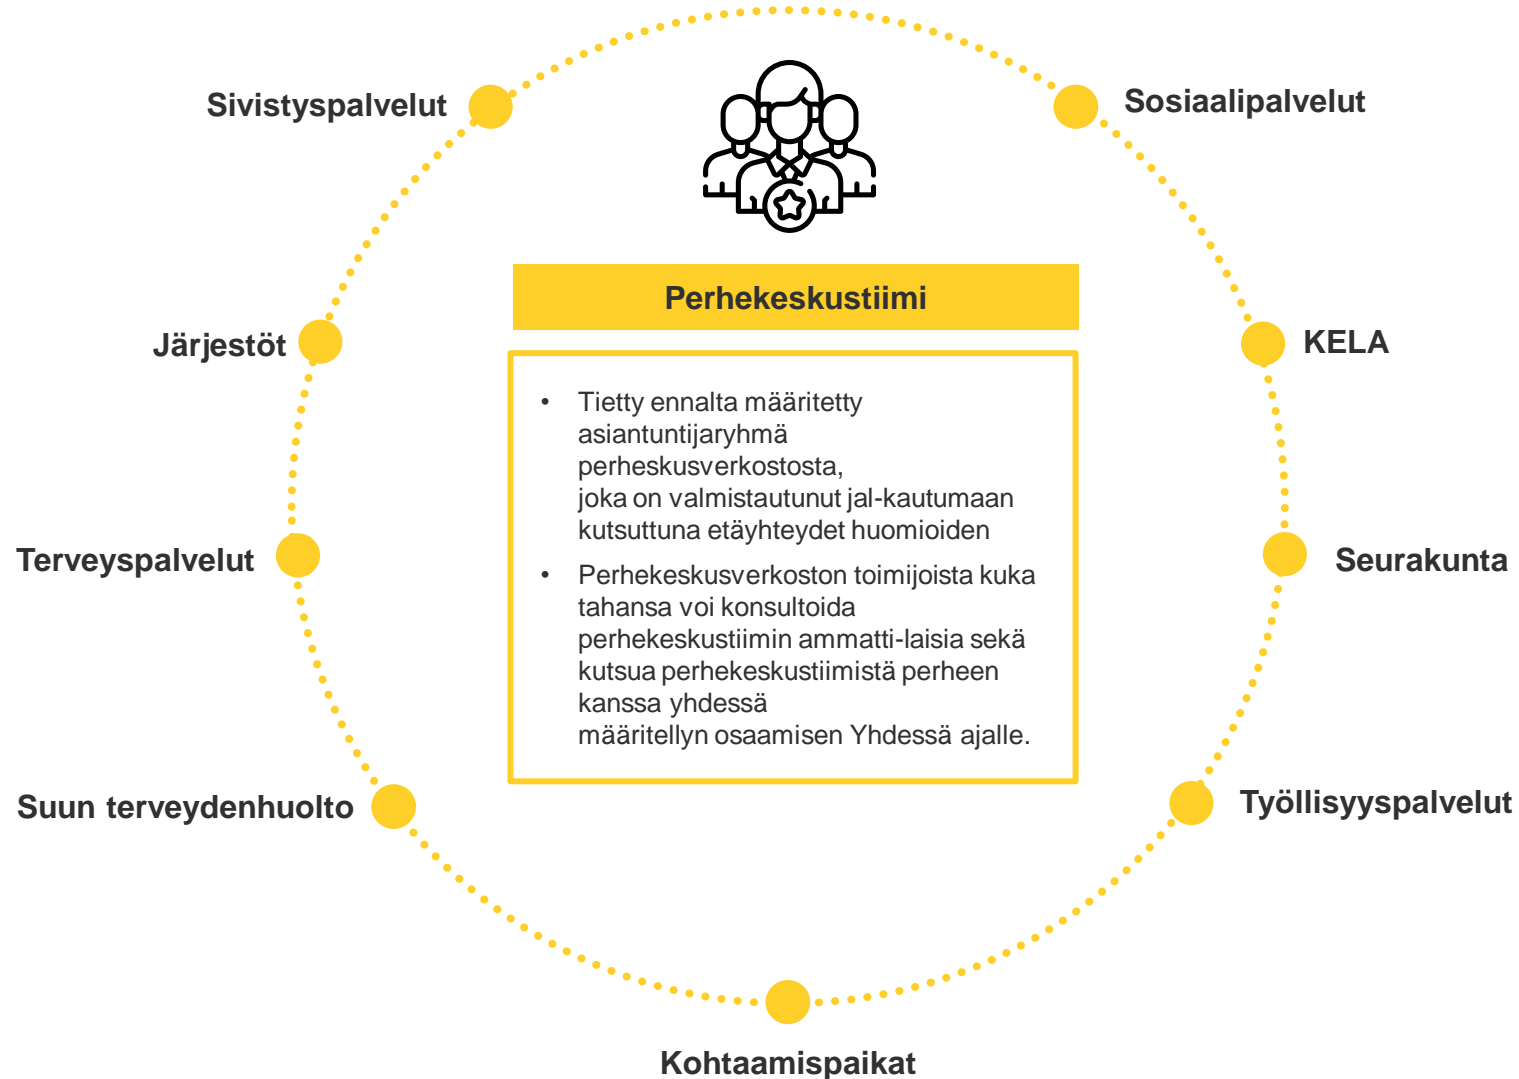 Sivistyspalvelut
Sosiaalipalvelut
Järjestöt
KELA
Perhekeskustiimi
• Tietty ennalta määritetty
asiantuntijaryhmä
perheskusverkostosta,
joka on valmistautunut jal-kautumaan
kutsuttuna etäyhteydet huomioiden
• Perhekeskusverkoston toimijoista kuka
tahansa voi konsultoida
perhekeskustiimin ammatti-laisia sekä
kutsua perhekeskustiimistä perheen
kanssa yhdessä
määritellyn osaamisen Yhdessä ajalle.
Terveyspalvelut
Seurakunta
Suun terveydenhuolto
Työllisyyspalvelut
Kohtaamispaikat